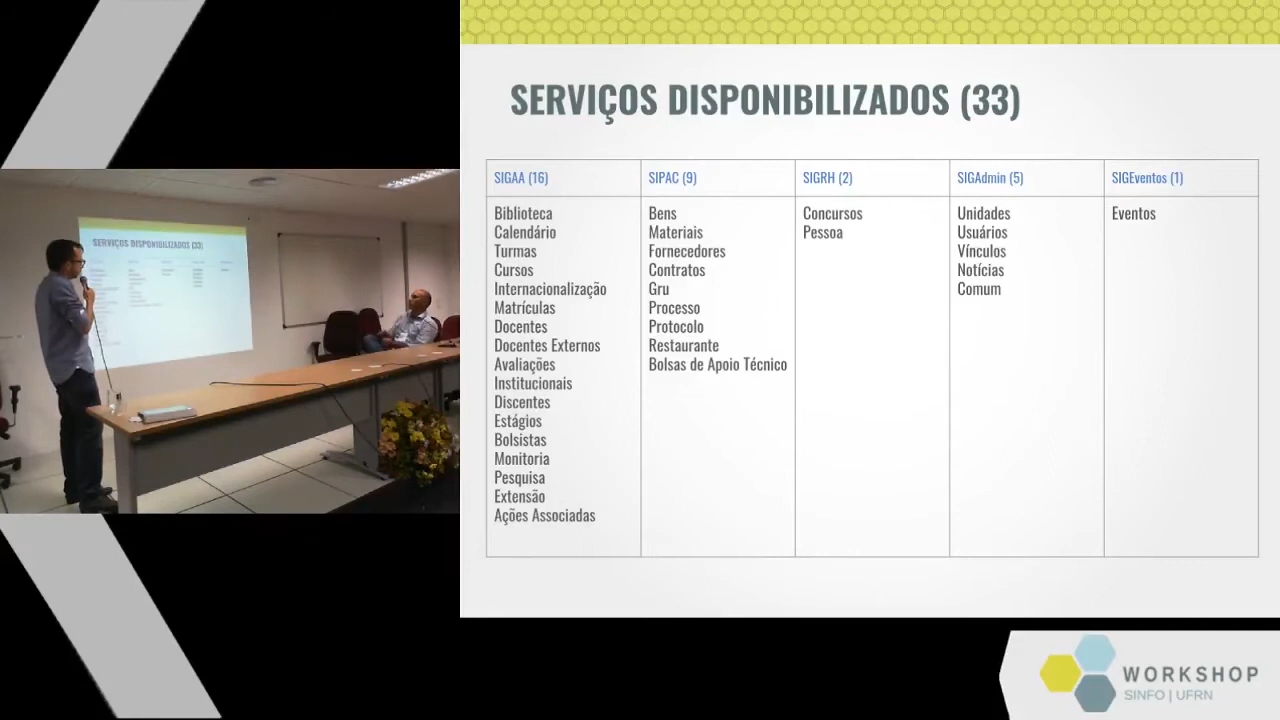 SERVIÇOS DISPONIBILIZADOS (33)
SIGAA (16)
Biblioteca
Calendário
Turmas
Cursos
Internacionalização
Matrículas
Docentes
Docentes Externos
Avaliações
Institucionais
Discentes
Estágios
Bolsistas
Monitoria
Pesquisa
Extensão
Ações Associadas
SIPAC (9)
Bens
Materiais
Fornecedores
Contratos
Gru
Processo
Protocolo
Restaurante
Bolsas de Apoio Técnico
SIGRH (2)
Concursos
Pessoa
SIGAdmin (5)
Unidades
Usuários
Vínculos
Notícias
Comum
SIGEventos (1)
Eventos
SERVIÇOS DISPONIBILIZADOS (33)
WORKSHOP
SINFO | UFRN